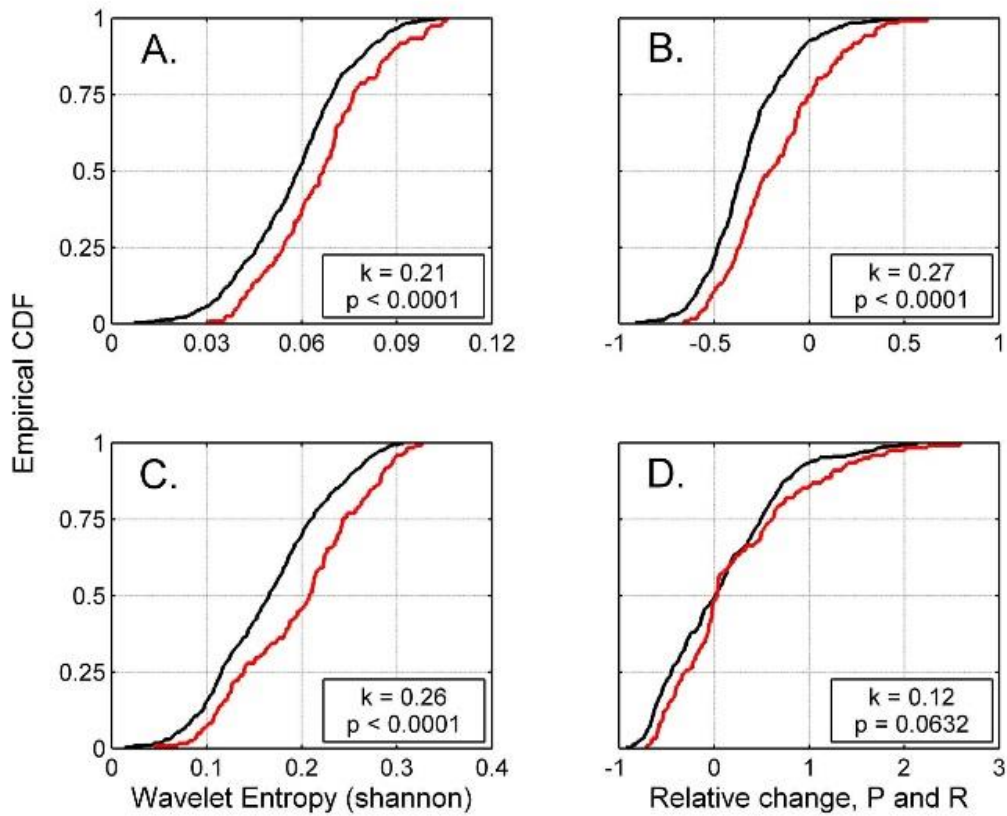 Empirical CDF
A.
1
0.75
0.5
0.25
0
k = 0.21
p < 0.0001
0 0.03 0.06 0.09 0.12
B.
k = 0.27
p < 0.0001
-1 -0.5 0 0.5 1
C.
1
0.75
0.5
0.25
0
k = 0.26
p < 0.0001
0 0.1 0.2 0.3 0.4
Wavelet Entropy (shannon)
D.
k = 0.12
p = 0.0632
-1 0 1 2 3
Relative change, P and R